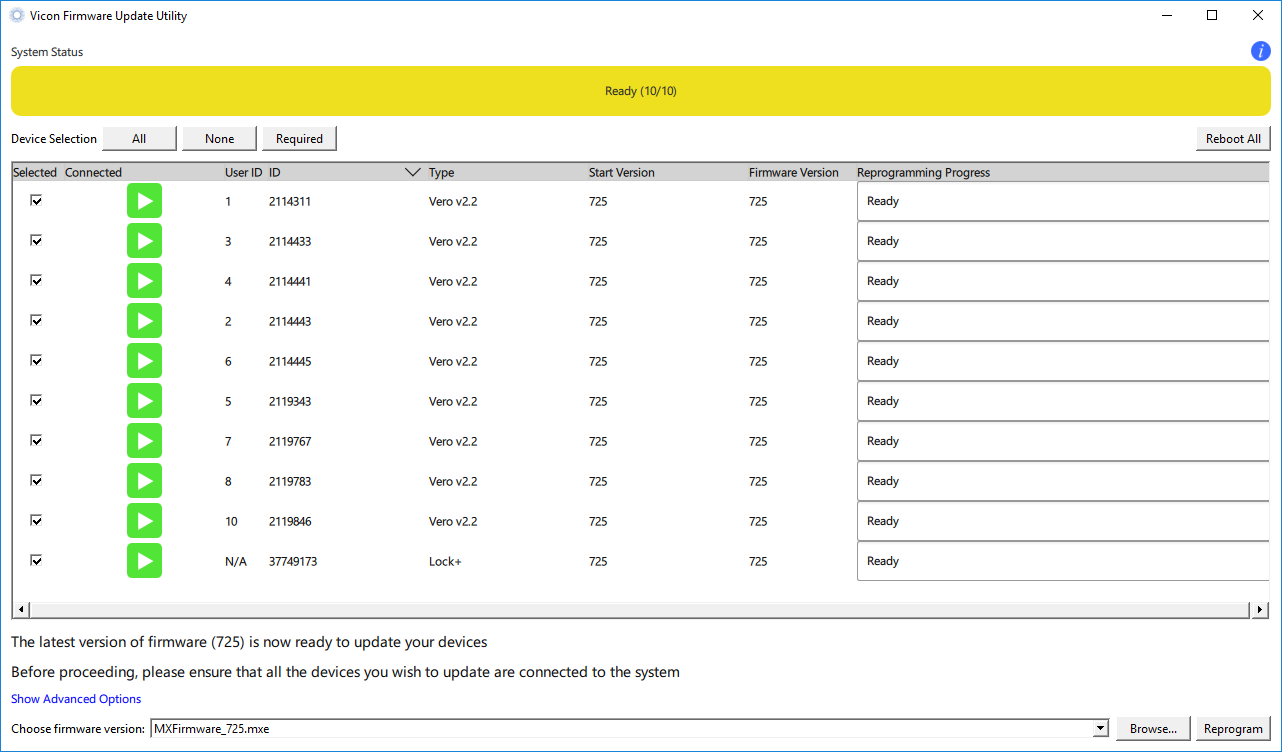 Vicon Firmware Update Utility
System Status
Ready (10/10)
Device Selection All None Required Reboot All
Selected Connected User ID ID Type Start Version Firmware Version Reprogramming Progress
1 2114311 Vero v2.2 725 725 Ready
3 2114433 Vero v2.2 725 725 Ready
4 2114441 Vero v2.2 725 725 Ready
2 2114443 Vero v2.2 725 725 Ready
6 2114445 Vero v2.2 725 725 Ready
5 2119343 Vero v2.2 725 725 Ready
7 2119767 Vero v2.2 725 725 Ready
8 2119783 Vero v2.2 725 725 Ready
10 2119846 Vero v2.2 725 725 Ready
N/A 37749173 Lock+ 725 725 Ready
The latest version of firmware (725) is now ready to update your devices
Before proceeding, please ensure that all the devices you wish to update are connected to the system
Show Advanced Options
Choose firmware version: MXFirmware_725.mxe Browse... Reprogram